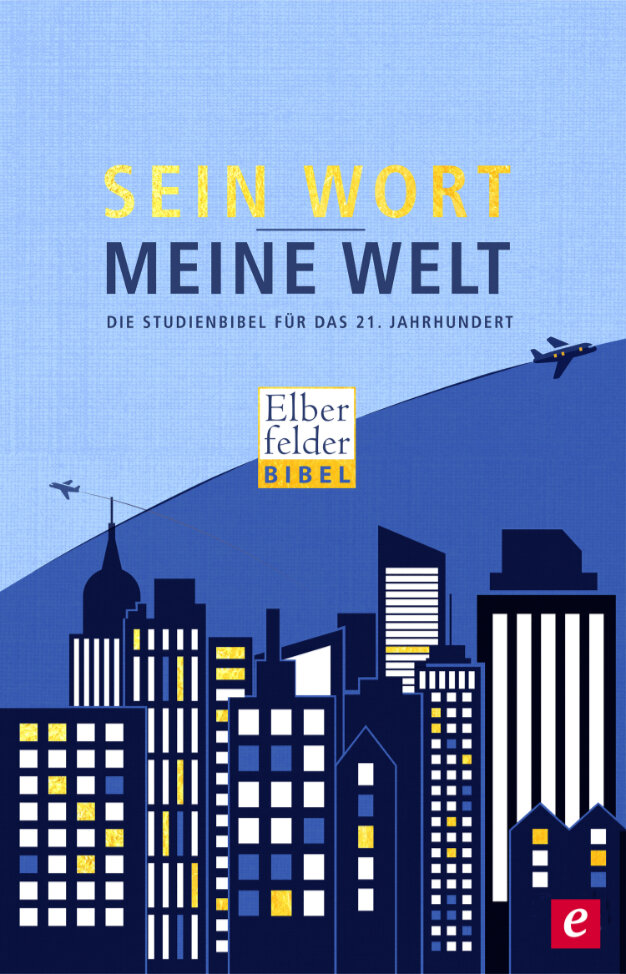 SEIN WORT
MEINE WELT
DIE STUDIENBIBEL FÜR DAS 21. JAHRHUNDERT
Elber
felder
BIBEL
e